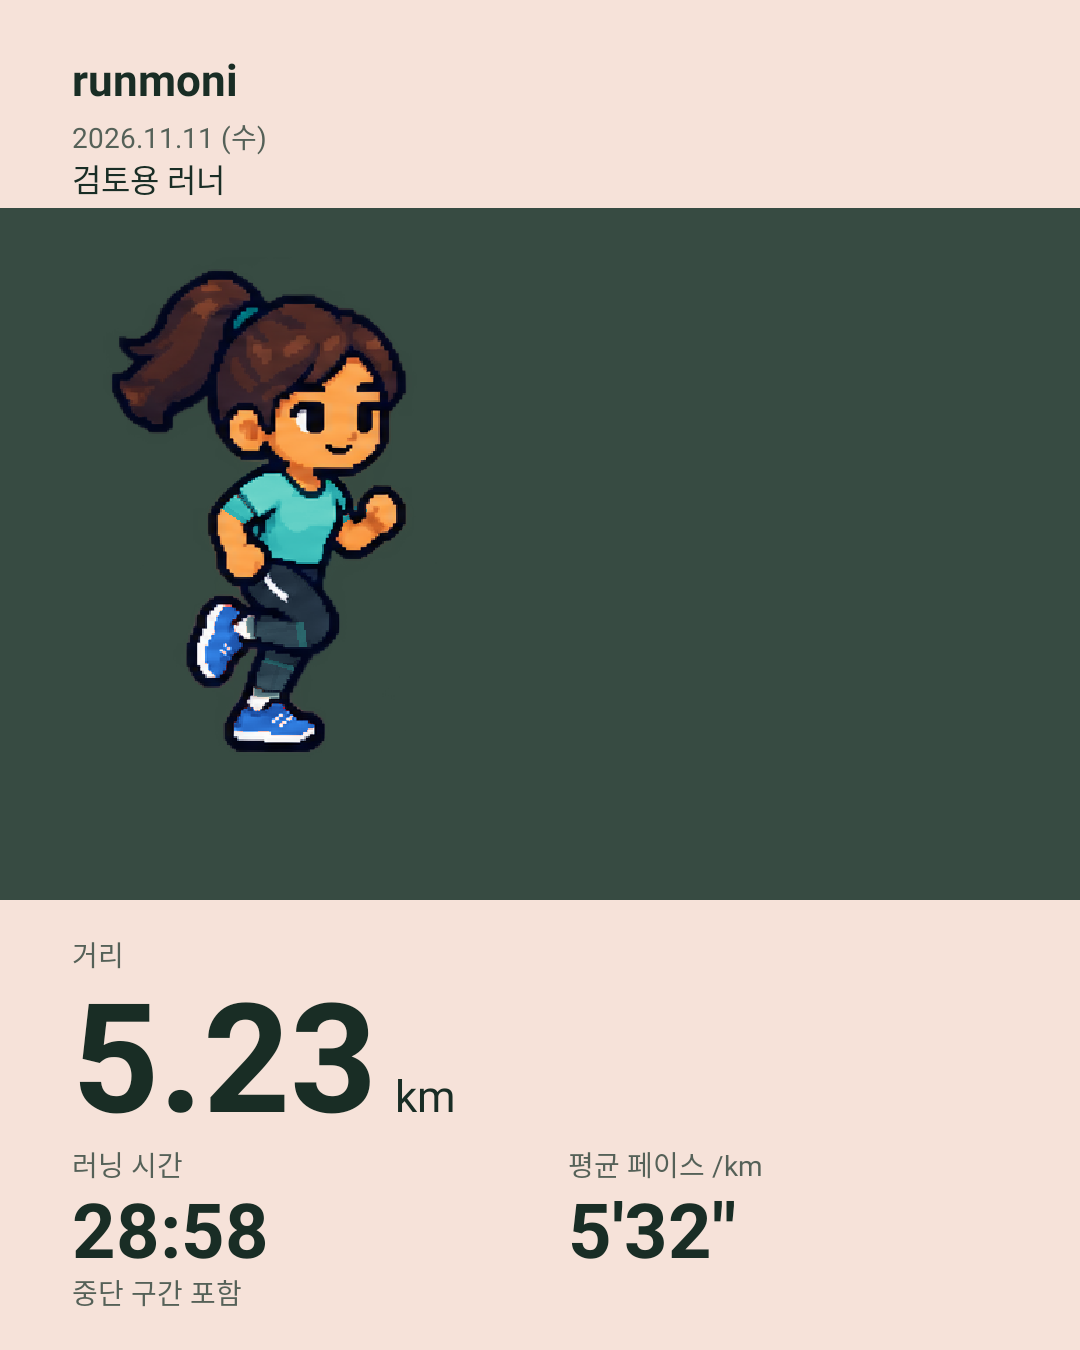 runmoni
2026.11.11 (수)
검토용 러너
거리
5.23 km
러닝 시간
28:58
중단 구간 포함
평균 페이스 /km
5'32"